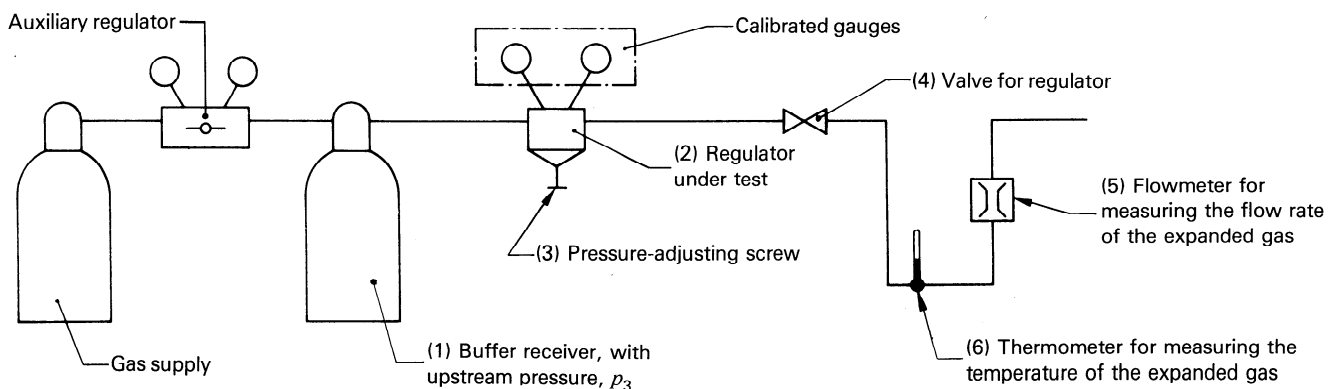 Auxiliary regulator
Calibrated gauges
(4) Valve for regulator
(2) Regulator
under test
(5) Flowmeter for
measuring the flow rate
of the expanded gas
(3) Pressure-adjusting screw
Gas supply
(1) Buffer receiver, with
upstream pressure, p3
(6) Thermometer for measuring the
temperature of the expanded gas